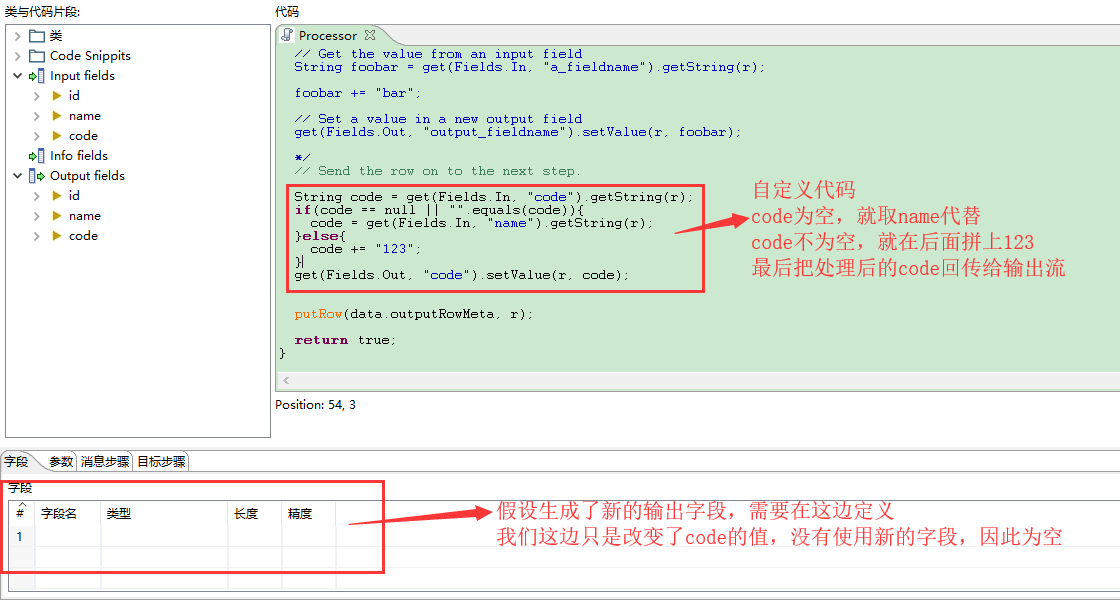 类与代码片段:
类
Code Snippits
Input fields
id
name
code
Info fields
Output fields
id
name
code
代码
Processor
// Get the value from an input field
String foobar = get(Fields.In, "a_fieldname").getString(r);
foobar += "bar";
// Set a value in a new output field
get(Fields.Out, "output_fieldname").setValue(r, foobar);
*/
// Send the row on to the next step.
String code = get(Fields.In, "code").getString(r);
if(code == null || "".equals(code)){
code = get(Fields.In, "name").getString(r);
}else{
code += "123";
}
get(Fields.Out, "code").setValue(r, code);
putRow(data.outputRowMeta, r);
return true;
}
自定义代码
code为空，就取name代替
code不为空，就在后面拼上123
最后把处理后的code回传给输出流
Position: 54, 3
字段 参数 消息步骤 目标步骤
字段
# 字段名 类型 长度 精度
1
假设生成了新的输出字段，需要在这边定义
我们这边只是改变了code的值，没有使用新的字段，因此为空